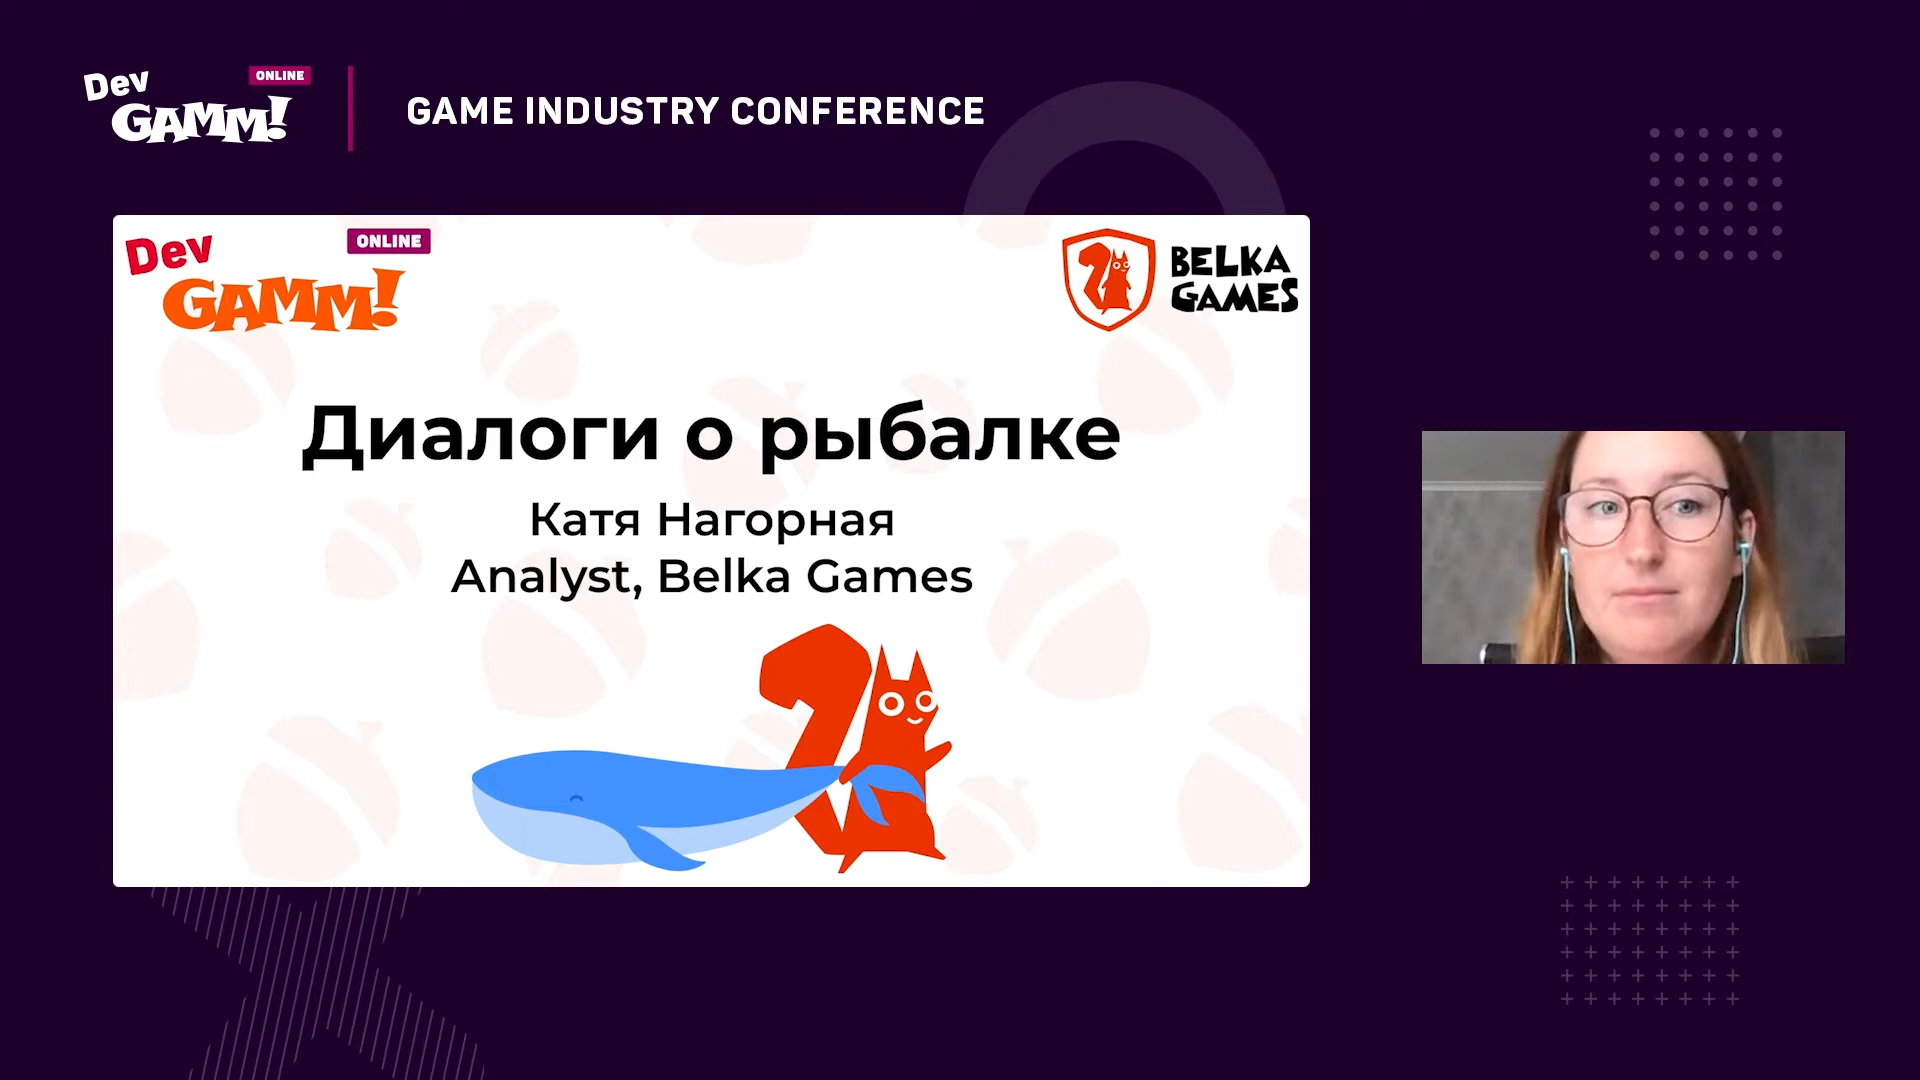 Dev
GAMM!
ONLINE
GAME INDUSTRY CONFERENCE
Dev
GAMM!
ONLINE
BELKA
GAMES
Диалоги о рыбалке
Катя Нагорная
Analyst, Belka Games